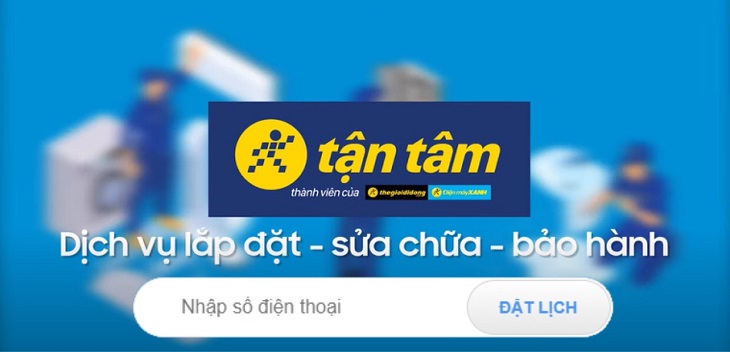 tận tâm
thành viên của thegioididong Điện máy XANH
Dịch vụ lắp đặt - sửa chữa - bảo hành
Nhập số điện thoại ĐẶT LỊCH